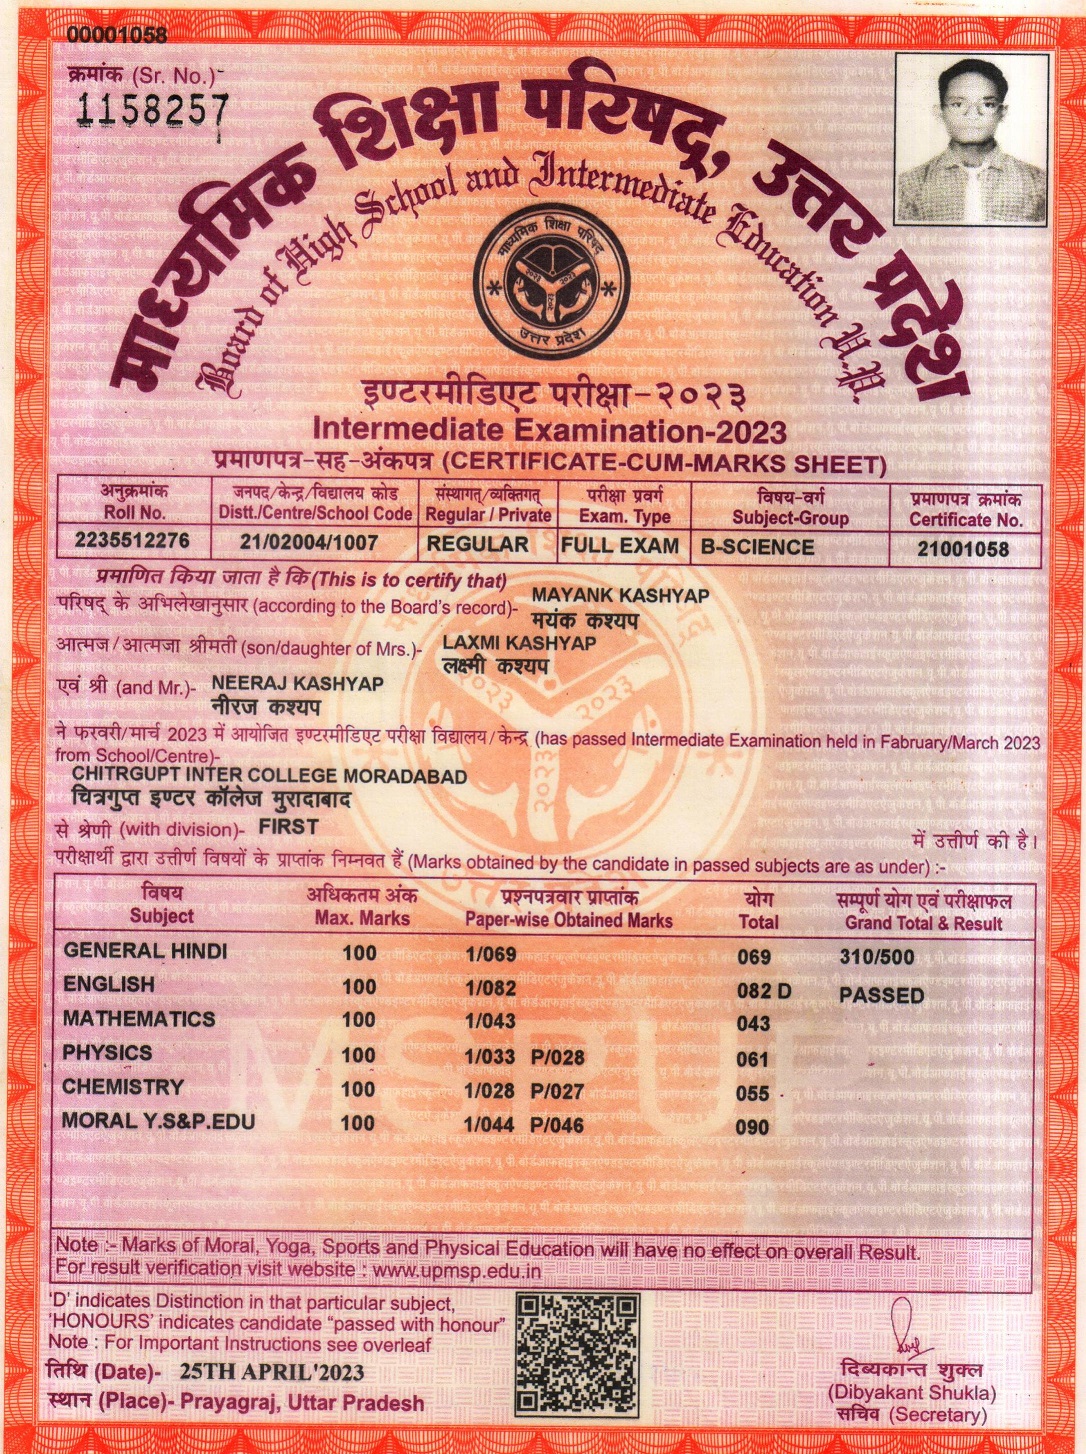 00001058
क्रमांक (Sr. No.)-
1158257
माध्यमिक शिक्षा परिषद्, उत्तर प्रदेश
Board of High School and Intermediate Education U.P.
माध्यमिक शिक्षा परिषद
२०२३ २०२३
२०२३
उत्तर प्रदेश
इण्टरमीडिएट परीक्षा-२०२३
Intermediate Examination-2023
प्रमाणपत्र-सह-अंकपत्र (CERTIFICATE-CUM-MARKS SHEET)
अनुक्रमांक जनपद/केन्द्र/विद्यालय कोड संस्थागत/व्यक्तिगत परीक्षा प्रवर्ग विषय-वर्ग प्रमाणपत्र क्रमांक
Roll No. Distt./Centre/School Code Regular / Private Exam. Type Subject-Group Certificate No.
2235512276 21/02004/1007 REGULAR FULL EXAM B-SCIENCE 21001058
प्रमाणित किया जाता है कि (This is to certify that)
परिषद् के अभिलेखानुसार (according to the Board's record)- MAYANK KASHYAP
मयंक कश्यप
आत्मज/आत्मजा श्रीमती (son/daughter of Mrs.)- LAXMI KASHYAP
लक्ष्मी कश्यप
एवं श्री (and Mr.)- NEERAJ KASHYAP
नीरज कश्यप
ने फरवरी/मार्च 2023 में आयोजित इण्टरमीडिएट परीक्षा विद्यालय/केन्द्र (has passed Intermediate Examination held in Fabruary/March 2023
from School/Centre)-
CHITRGUPT INTER COLLEGE MORADABAD
चित्रगुप्त इण्टर कॉलेज मुरादाबाद
से श्रेणी (with division)- FIRST में उत्तीर्ण की है।
परीक्षार्थी द्वारा उत्तीर्ण विषयों के प्राप्तांक निम्नवत हैं (Marks obtained by the candidate in passed subjects are as under) :-
विषय अधिकतम अंक प्रश्नपत्रवार प्राप्तांक योग सम्पूर्ण योग एवं परीक्षाफल
Subject Max. Marks Paper-wise Obtained Marks Total Grand Total & Result
GENERAL HINDI 100 1/069 069 310/500
ENGLISH 100 1/082 082 D PASSED
MATHEMATICS 100 1/043 043
PHYSICS 100 1/033 P/028 061
CHEMISTRY 100 1/028 P/027 055
MORAL Y.S&P.EDU 100 1/044 P/046 090
MSPUP
Note :- Marks of Moral, Yoga, Sports and Physical Education will have no effect on overall Result.
For result verification visit website : www.upmsp.edu.in
'D' indicates Distinction in that particular subject,
'HONOURS' indicates candidate "passed with honour"
Note : For Important Instructions see overleaf
तिथि (Date)- 25TH APRIL'2023
स्थान (Place)- Prayagraj, Uttar Pradesh
दिब्यकान्त शुक्ल
(Dibyakant Shukla)
सचिव (Secretary)